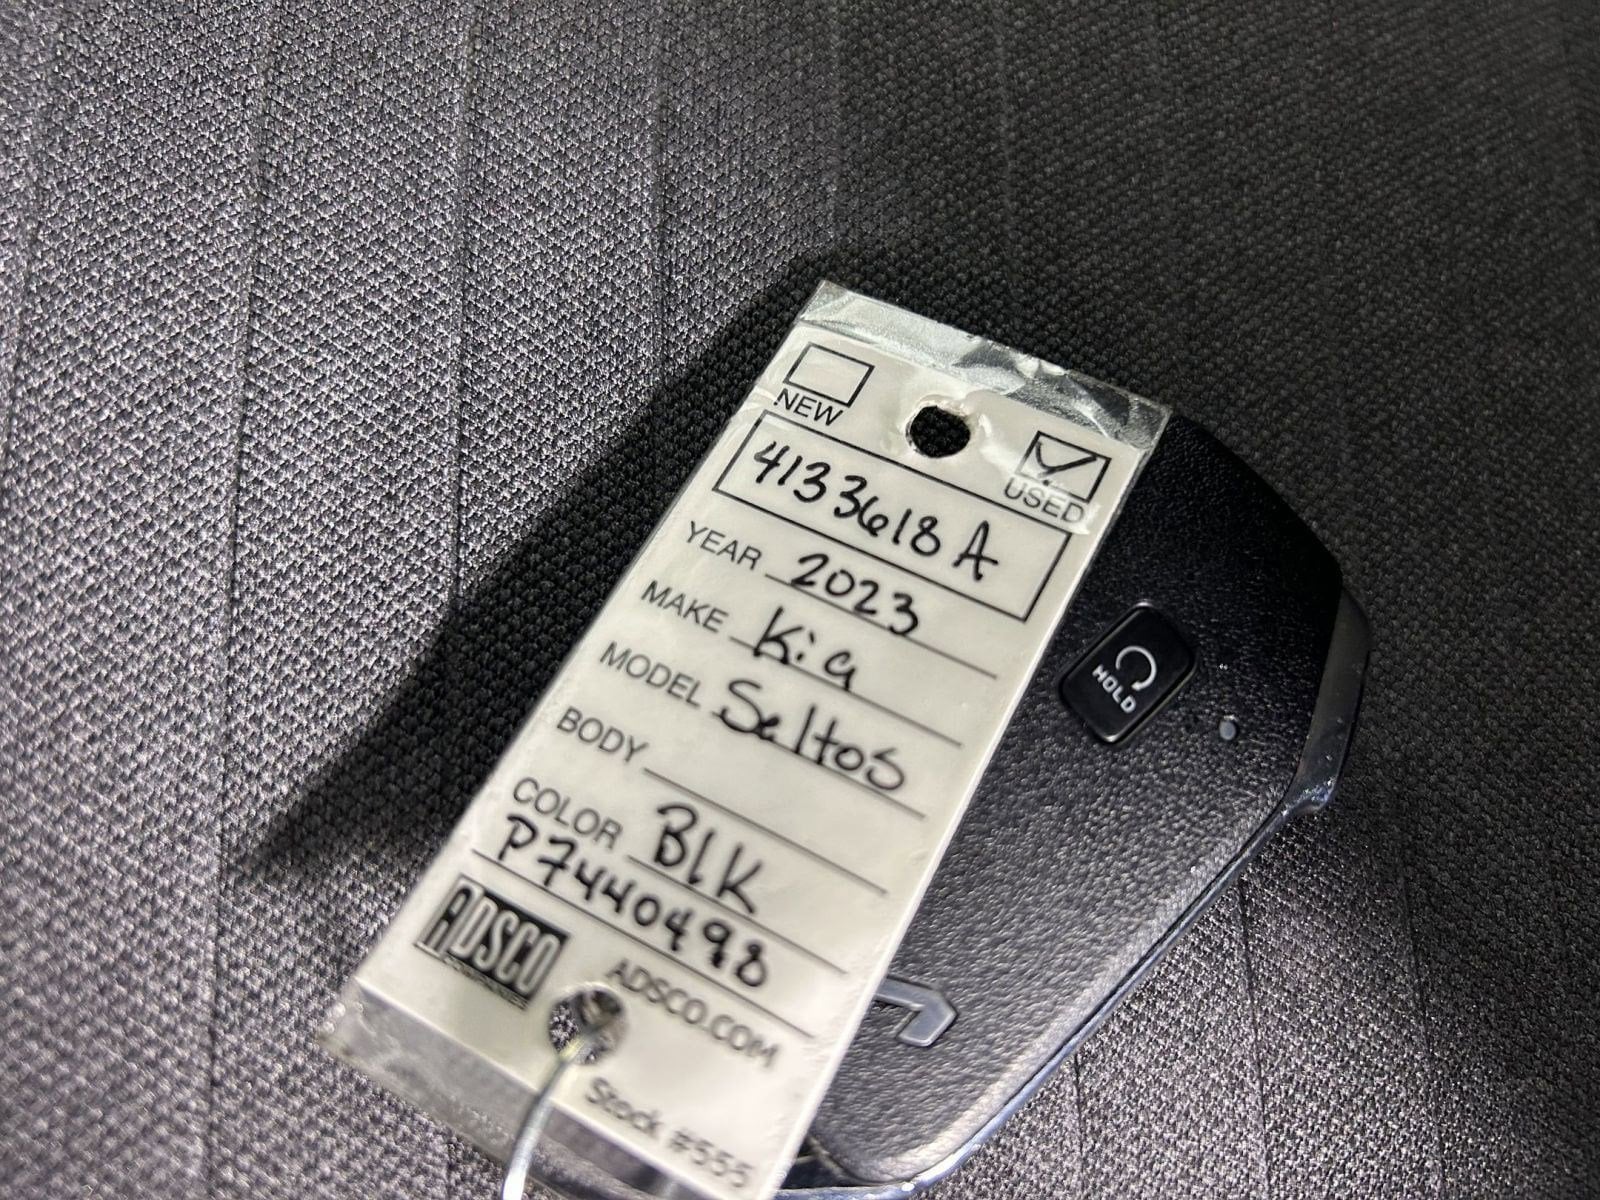 NEW
USED
4133618A
YEAR 2023
MAKE Kia
MODEL Seltos
BODY
COLOR Blk
P7440498
ADSCO
ADSCO.COM
Stock #555
HOLD